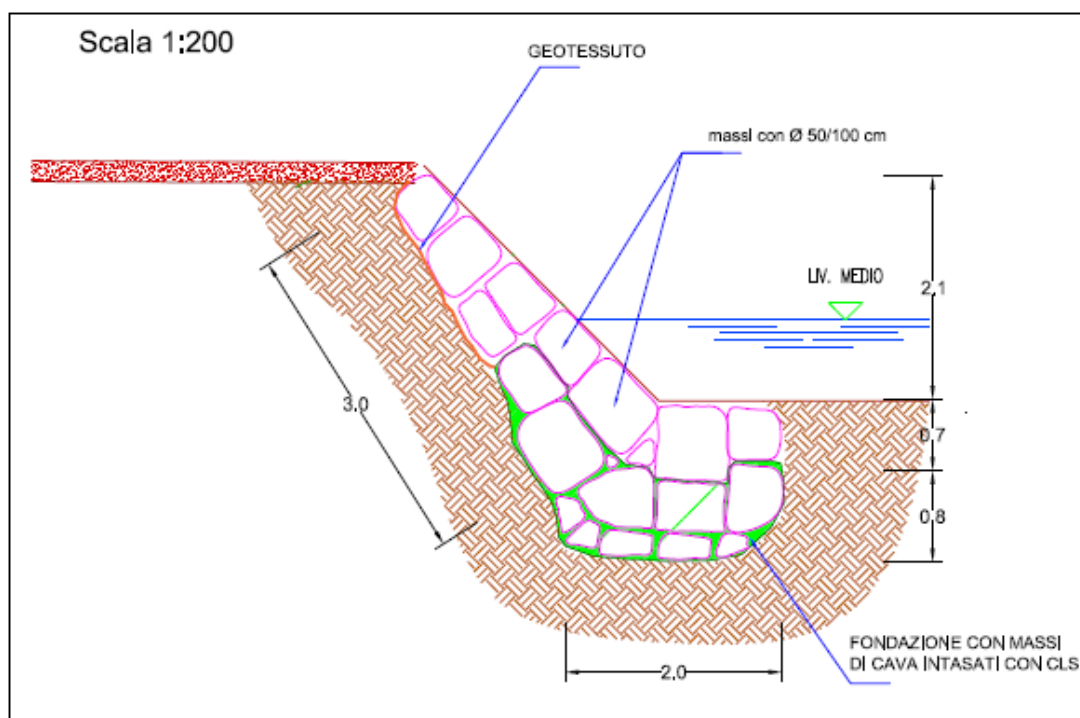 Scala 1:200
GEOTESSUTO
massi con Ø 50/100 cm
LIV. MEDIO
2,1
3,0
0,7
0,8
2,0
FONDAZIONE CON MASSI
DI CAVA INTASATI CON CLS